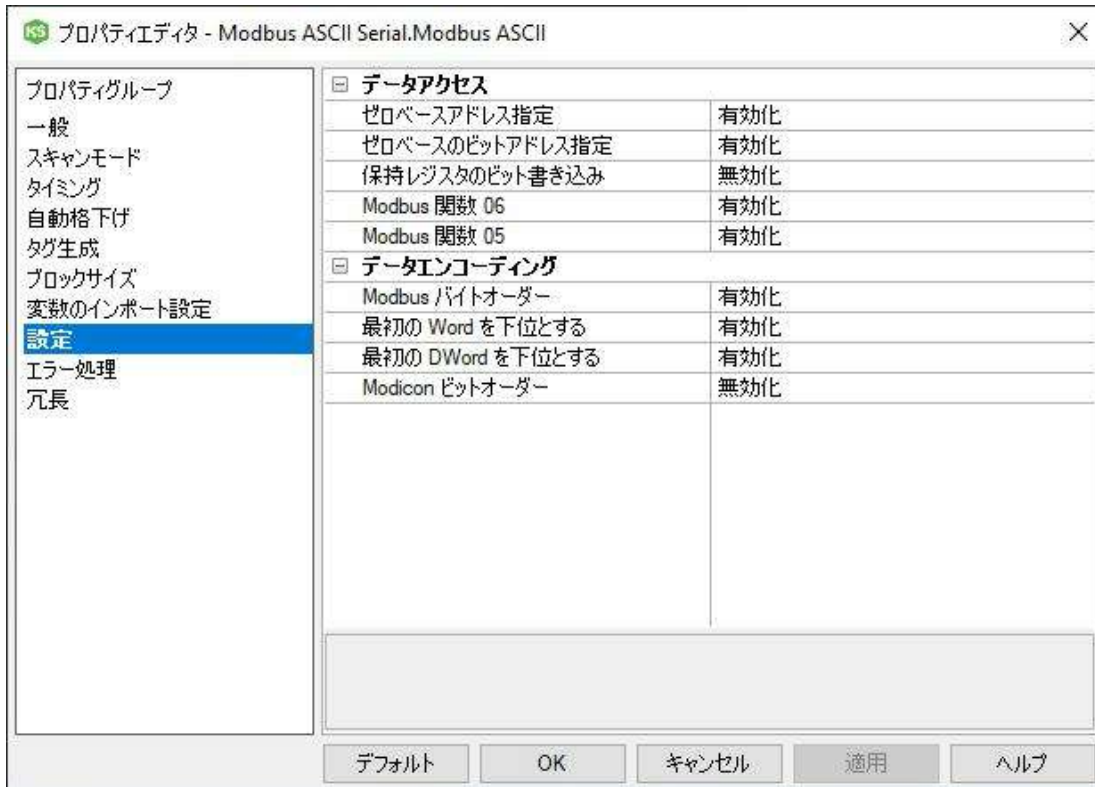 KS プロパティエディタ - Modbus ASCII Serial.Modbus ASCII
プロパティグループ
一般
スキャンモード
タイミング
自動格下げ
タグ生成
ブロックサイズ
変数のインポート設定
設定
エラー処理
冗長
データアクセス
ゼロベースアドレス指定 有効化
ゼロベースのビットアドレス指定 有効化
保持レジスタのビット書き込み 無効化
Modbus 関数 06 有効化
Modbus 関数 05 有効化
データエンコーディング
Modbus バイトオーダー 有効化
最初の Word を下位とする 有効化
最初の DWord を下位とする 有効化
Modicon ビットオーダー 無効化
デフォルト OK キャンセル 適用 ヘルプ